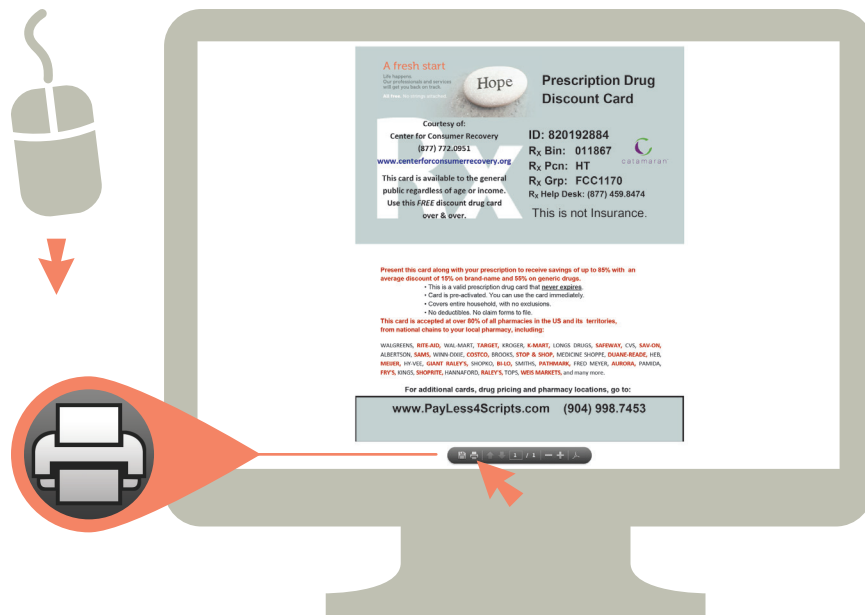 A fresh start
Life happens.
Our professionals and services
will get you back on track.
All Free. No strings attached.
Hope
Prescription Drug
Discount Card
Rx
Courtesy of:
Center for Consumer Recovery
(877) 772.0951
www.centerforconsumerrecovery.org
This card is available to the general
public regardless of age or income.
Use this FREE discount drug card
over & over.
ID: 820192884
RX Bin: 011867
RX Pcn: HT
RX Grp: FCC1170
RX Help Desk: (877) 459.8474
This is not Insurance.
catamaran
Present this card along with your prescription to receive savings of up to 85% with an
average discount of 15% on brand-name and 55% on generic drugs.
• This is a valid prescription drug card that never expires.
• Card is pre-activated. You can use the card immediately.
• Covers entire household, with no exclusions.
• No deductibles. No claim forms to file.
This card is accepted at over 80% of all pharmacies in the US and its territories,
from national chains to your local pharmacy, including:
WALGREENS, RITE-AID, WAL-MART, TARGET, KROGER, K-MART, LONGS DRUGS, SAFEWAY, CVS, SAV-ON,
ALBERTSON, SAMS, WINN-DIXIE, COSTCO, BROOKS, STOP & SHOP, MEDICINE SHOPPE, DUANE-READE, HEB,
MEIJER, HY-VEE, GIANT RALEY'S, SHOPKO, BI-LO, SMITHS, PATHMARK, FRED MEYER, AURORA, PAMIDA,
FRY'S, KINGS, SHOPRITE, HANNAFORD, RALEY'S, TOPS, WEIS MARKETS, and many more.
For additional cards, drug pricing and pharmacy locations, go to:
www.PayLess4Scripts.com (904) 998.7453
1 / 1